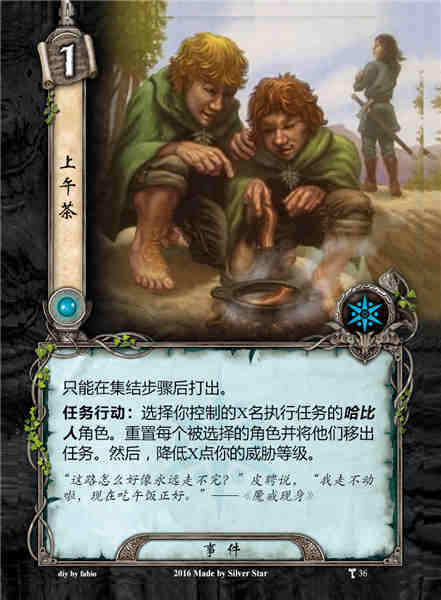 1
上午茶
只能在集结步骤后打出。
任务行动：选择你控制的X名执行任务的哈比
人角色。重置每个被选择的角色并将他们移出
任务。然后，降低X点你的威胁等级。
“这路怎么好像永远走不完？”皮聘说，“我走不动
啦，现在吃午饭正好。”——《魔戒现身》
事件
diy by fabio
2016 Made by Silver Star
36